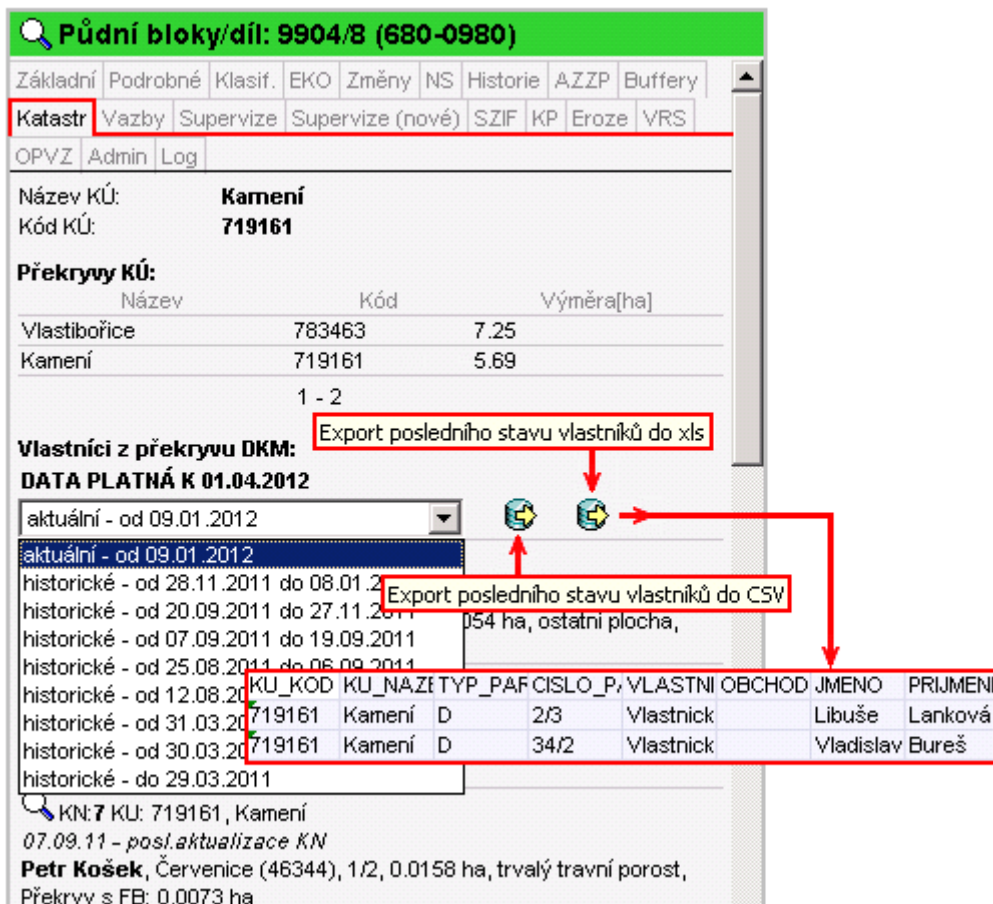 Půdní bloky/díl: 9904/8 (680-0980)
Základní Podrobné Klasif. EKO Změny NS Historie AZZP Buffery
Katastr Vazby Supervize Supervize (nové) SZIF KP Eroze VRS
OPVZ Admin Log
Název KÚ: Kamení
Kód KÚ: 719161
Překryvy KÚ:
Název Kód Výměra[ha]
Vlastibořice 783463 7.25
Kamení 719161 5.69
1 - 2
Export posledního stavu vlastníků do xls
Vlastníci z překryvu DKM:
DATA PLATNÁ K 01.04.2012
aktuální - od 09.01.2012
aktuální - od 09.01.2012
historické - od 28.11.2011 do 08.01.2
Export posledního stavu vlastníků do CSV
historické - od 20.09.2011 do 27.11.2011
054 ha, ostatní plocha,
historické - od 07.09.2011 do 19.09.2011
historické - od 25.08.2011 do 06.09.2011
historické - od 12.08
historické - od 31.03.20
historické - od 30.03.20
historické - do 29.03.2011
KU_KOD KU_NAZE TYP_PAR CISLO_PA VLASTNI OBCHOD JMENO PRIJMENI
719161 Kamení D 2/3 Vlastnick Libuše Lanková
719161 Kamení D 34/2 Vlastnick Vladislav Bureš
KN:7 KU: 719161, Kamení
07.09.11 - posl.aktualizace KN
Petr Košek, Červenice (46344), 1/2, 0.0158 ha, trvalý travní porost,
Překryv s FB: 0.0073 ha